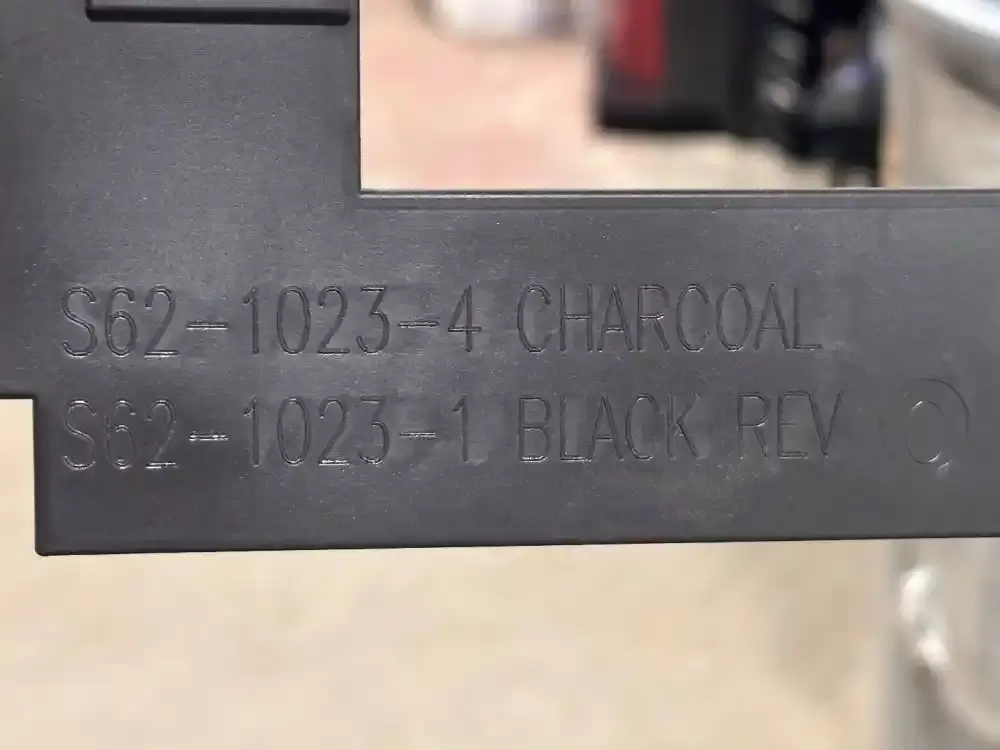 S62-1023-4 CHARCOAL
S62-1023-1 BLACK REV